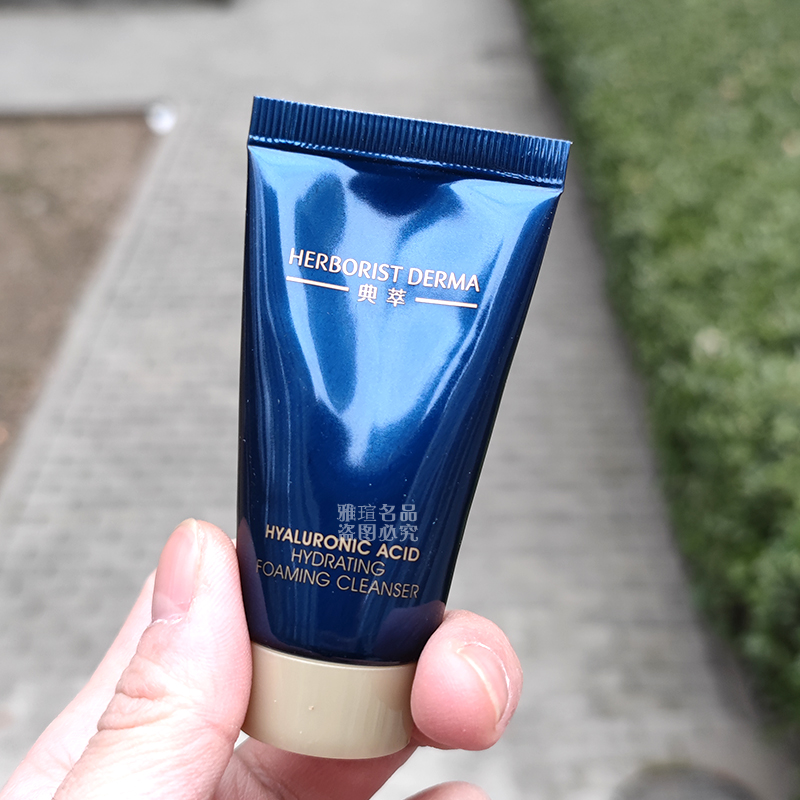 HERBORIST DERMA
典萃
雅瑄名品
盗图必究
HYALURONIC ACID
HYDRATING
FOAMING CLEANSER